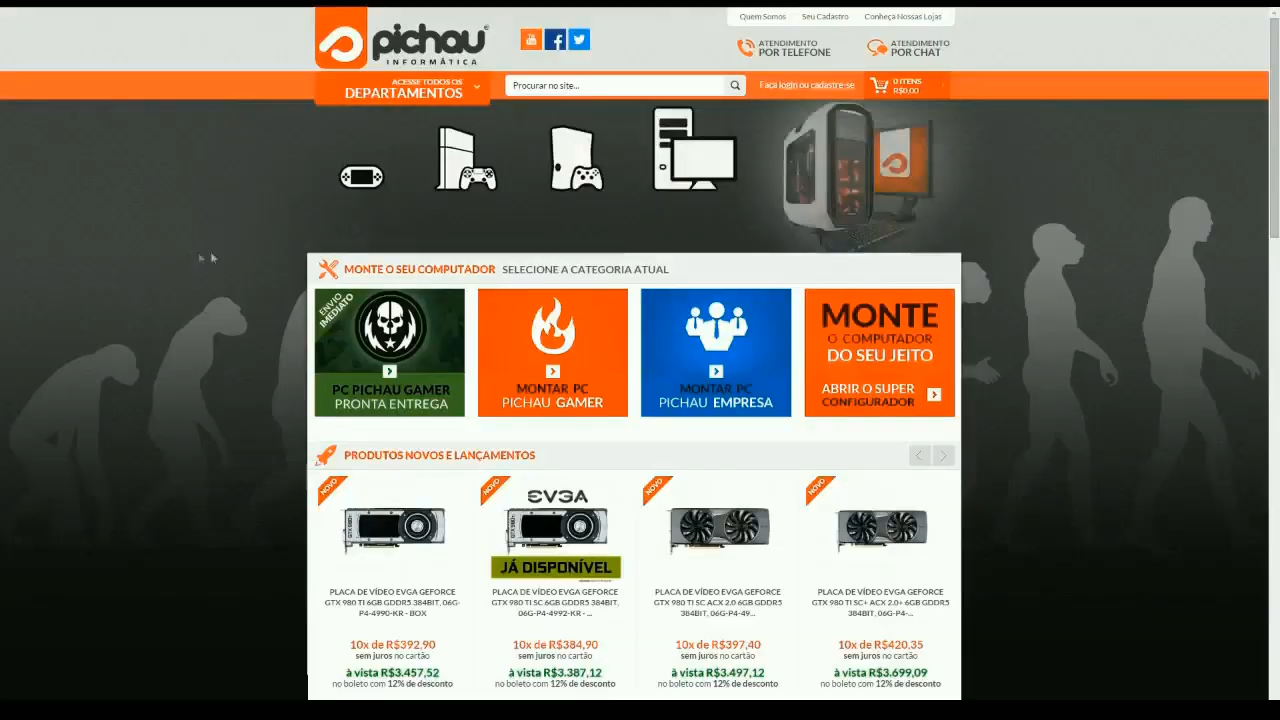 Quem Somos
Seu Cadastro
Conheça Nossas Lojas
pichau
INFORMÁTICA
You
ATENDIMENTO
POR TELEFONE
ATENDIMENTO
POR CHAT
ACESSE TODOS OS
DEPARTAMENTOS
Procurar no site...
Faça login ou cadastre-se
0 ITENS
R$0,00
MONTE O SEU COMPUTADOR SELECIONE A CATEGORIA ATUAL
ENVIO
IMEDIATO
PC PICHAU GAMER
PRONTA ENTREGA
MONTAR PC
PICHAU GAMER
MONTAR PC
PICHAU EMPRESA
MONTE
O COMPUTADOR
DO SEU JEITO
ABRIR O SUPER
CONFIGURADOR
PRODUTOS NOVOS E LANÇAMENTOS
NOVO
PLACA DE VÍDEO EVGA GEFORCE
GTX 980 TI 6GB GDDR5 384BIT, 06G-
P4-4990-KR - BOX
10x de R$392,90
sem juros no cartão
à vista R$3.457,52
no boleto com 12% de desconto
NOVO
EVGA
JÁ DISPONÍVEL
PLACA DE VÍDEO EVGA GEFORCE
GTX 980 TI SC 6GB GDDR5 384BIT,
06G-P4-4992-KR - ...
10x de R$384,90
sem juros no cartão
à vista R$3.387,12
no boleto com 12% de desconto
NOVO
PLACA DE VÍDEO EVGA GEFORCE
GTX 980 TI SC ACX 2.0 6GB GDDR5
384BIT, 06G-P4-49...
10x de R$397,40
sem juros no cartão
à vista R$3.497,12
no boleto com 12% de desconto
NOVO
PLACA DE VÍDEO EVGA GEFORCE
GTX 980 TI SC+ ACX 2.0+ 6GB GDDR5
384BIT, 06G-P4-...
10x de R$420,35
sem juros no cartão
à vista R$3.699,09
no boleto com 12% de desconto